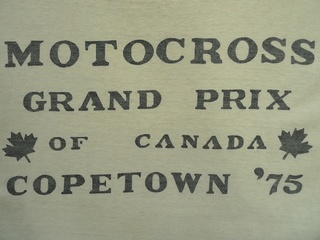 MOTOCROSS
GRAND PRIX
OF CANADA
COPETOWN '75